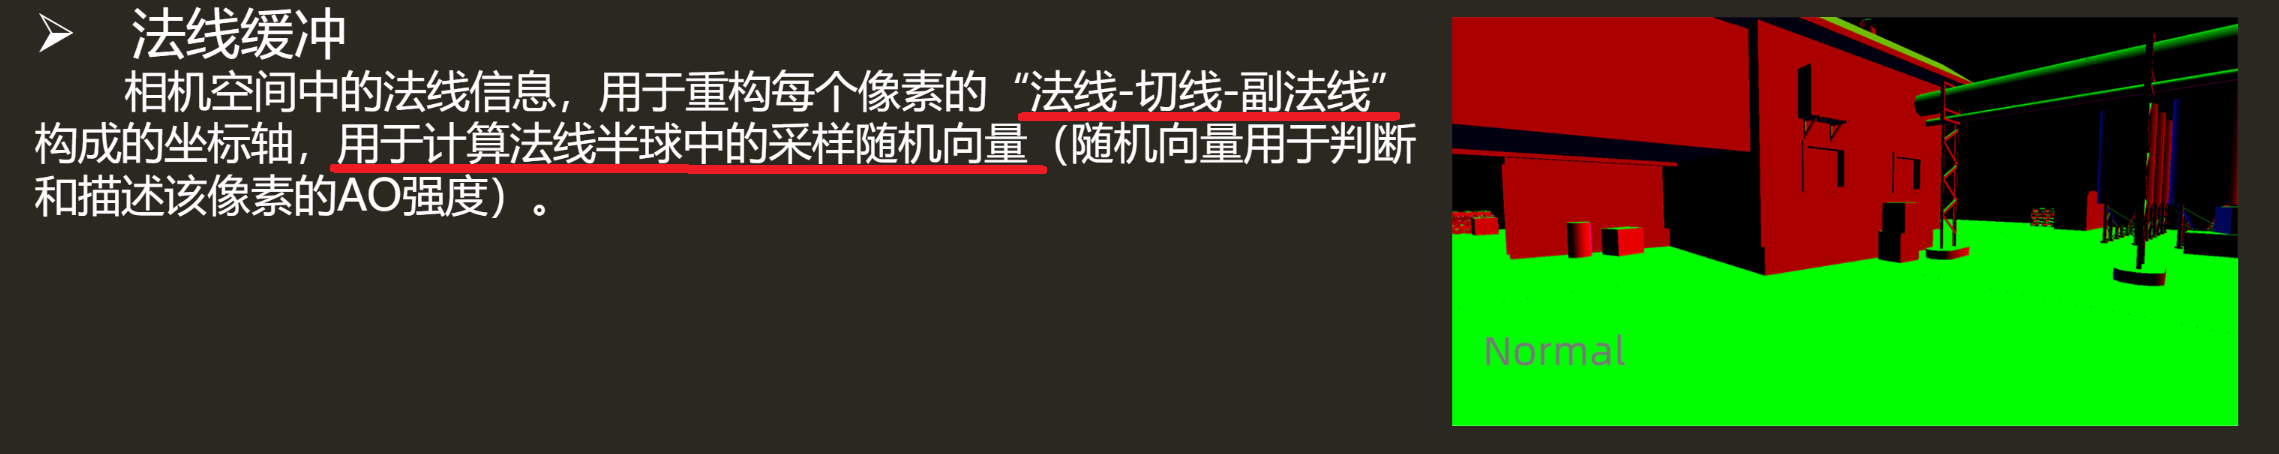 ➢ 法线缓冲
相机空间中的法线信息，用于重构每个像素的“法线-切线-副法线”
构成的坐标轴，用于计算法线半球中的采样随机向量（随机向量用于判断
和描述该像素的AO强度）。
Normal